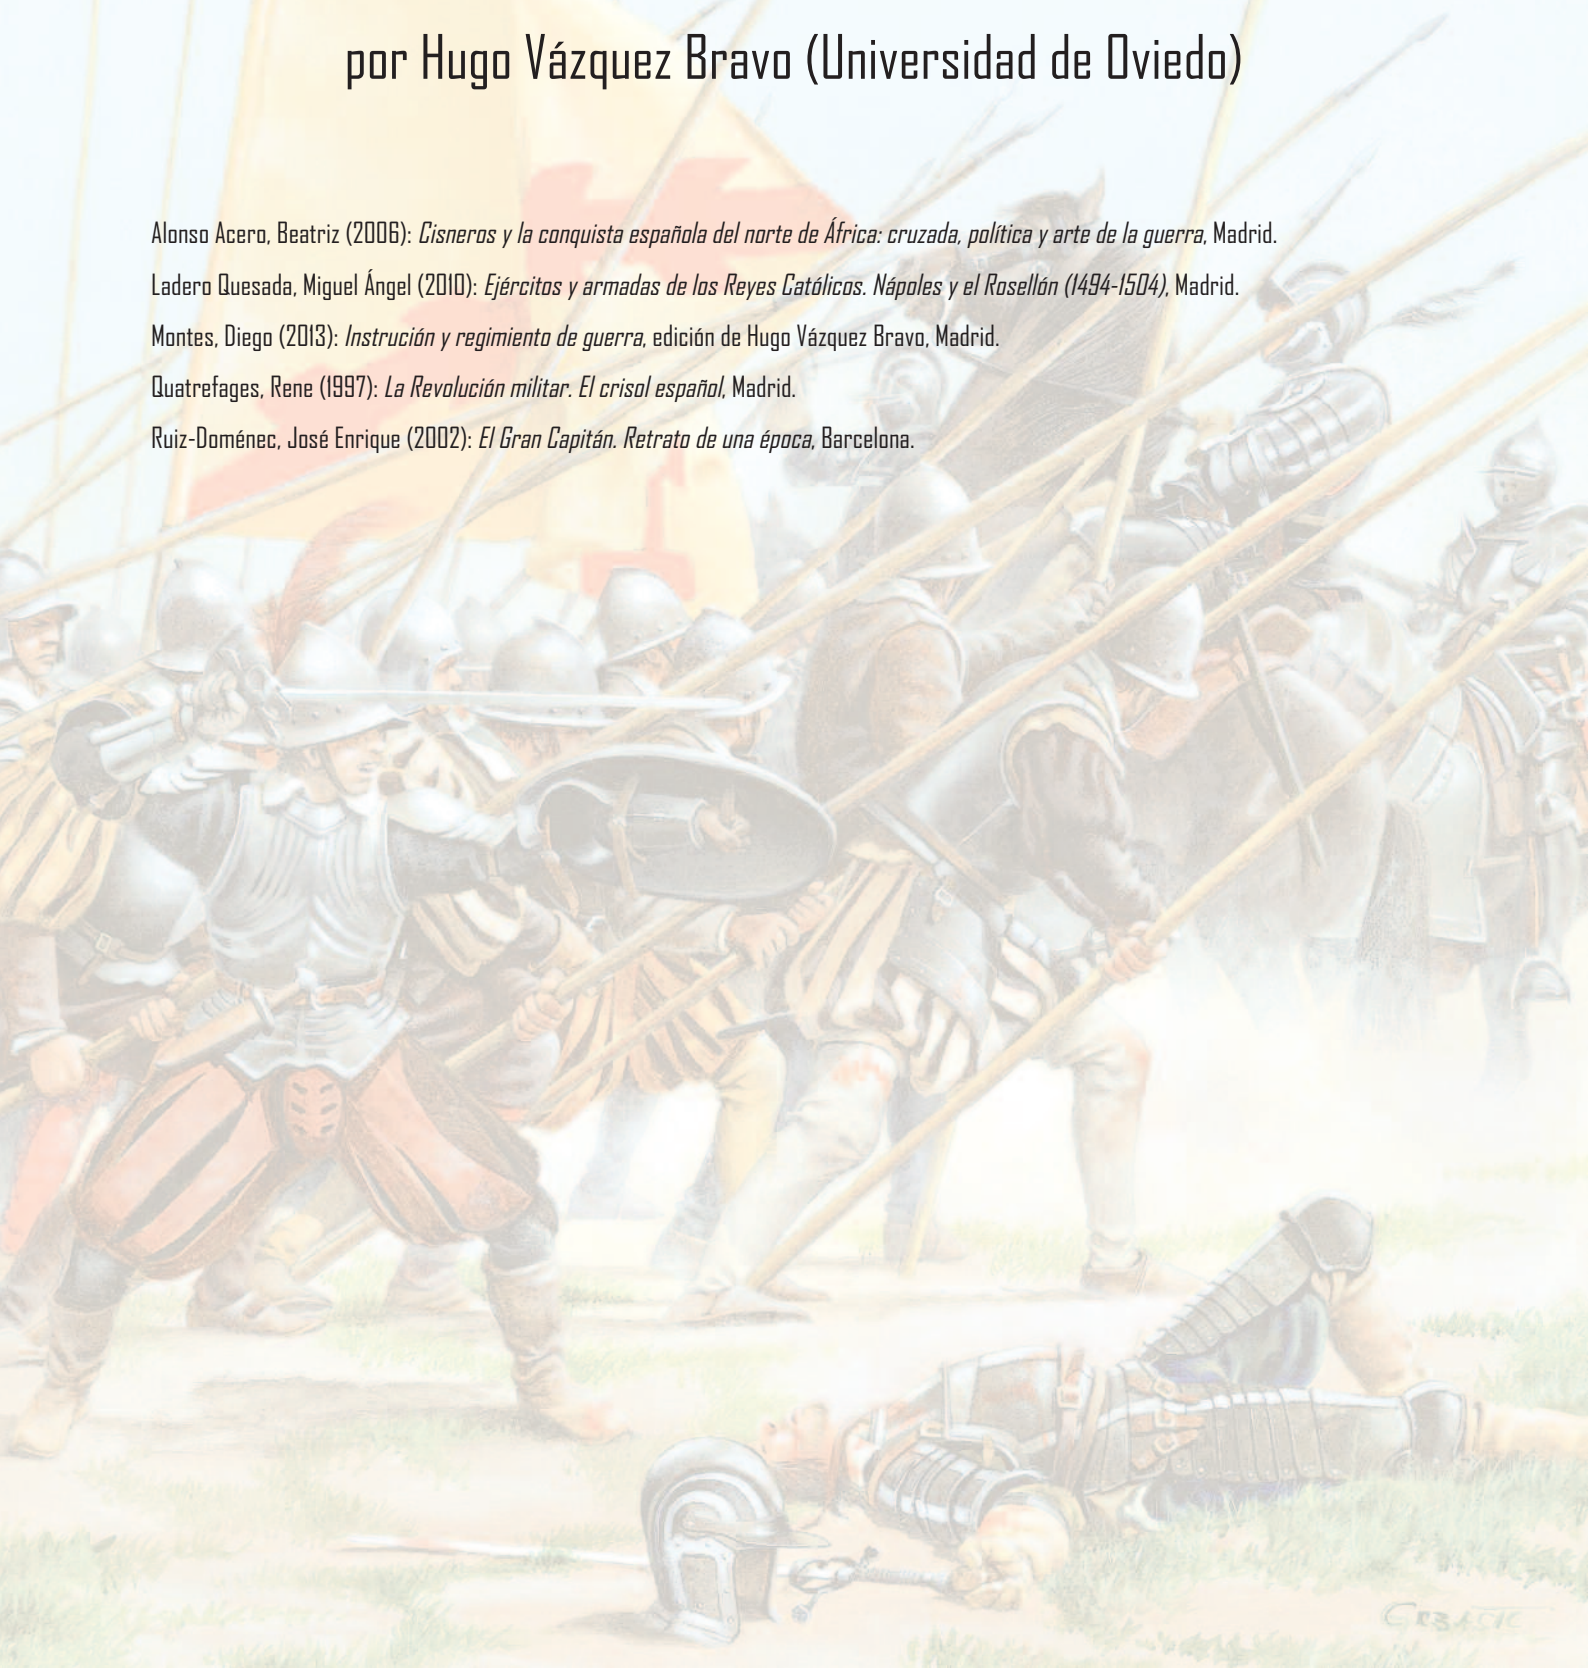 por Hugo Vázquez Bravo (Universidad de Oviedo)
Alonso Acero, Beatriz (2006): Cisneros y la conquista española del norte de África: cruzada, política y arte de la guerra, Madrid.
Ladero Quesada, Miguel Ángel (2010): Ejércitos y armadas de los Reyes Católicos. Nápoles y el Rosellón (1494-1504), Madrid.
Montes, Diego (2013): Instrución y regimiento de guerra, edición de Hugo Vázquez Bravo, Madrid.
Quatrefages, Rene (1997): La Revolución militar. El crisol español, Madrid.
Ruiz-Doménec, José Enrique (2002): El Gran Capitán. Retrato de una época, Barcelona.